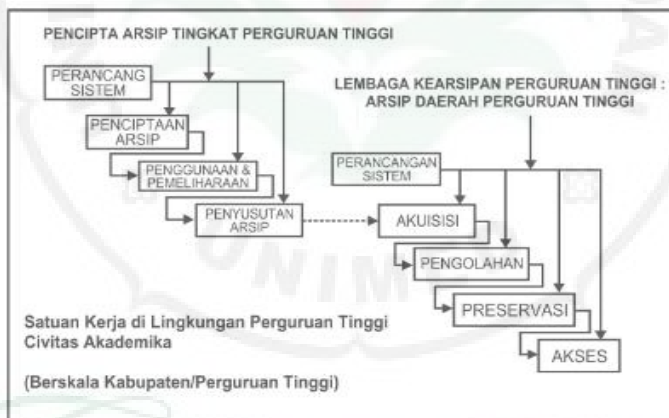 PENCIPTA ARSIP TINGKAT PERGURUAN TINGGI
PERANCANG
SISTEM
PENCIPTAAN
ARSIP
PENGGUNAAN &
PEMELIHARAAN
PENYUSUTAN
ARSIP
LEMBAGA KEARSIPAN PERGURUAN TINGGI :
ARSIP DAERAH PERGURUAN TINGGI
PERANCANGAN
SISTEM
AKUISISI
PENGOLAHAN
PRESERVASI
AKSES
Satuan Kerja di Lingkungan Perguruan Tinggi
Civitas Akademika
(Berskala Kabupaten/Perguruan Tinggi)